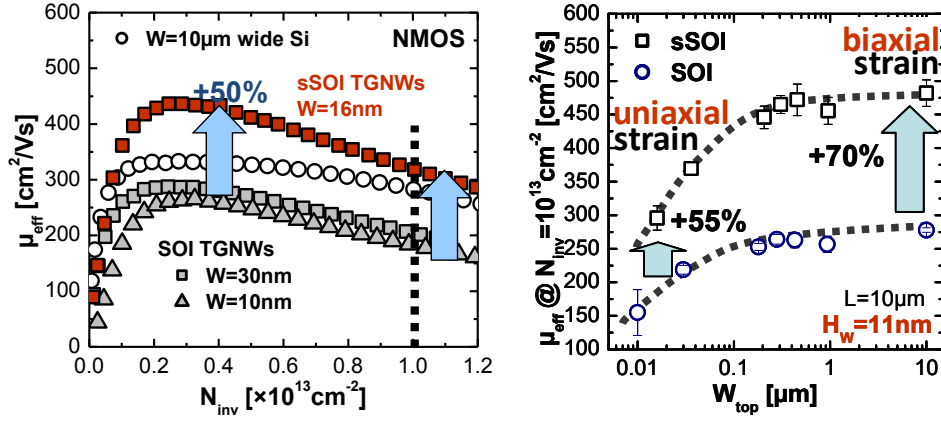 W=10µm wide Si
NMOS
sSOI TGNWs
W=16nm
+50%
SOI TGNWs
W=30nm
W=10nm
500
400
300
200
100
0
0.0 0.2 0.4 0.6 0.8 1.0 1.2
µeff [cm²/Vs]
Ninv [×10¹³cm⁻²]
sSOI
SOI
biaxial
strain
uniaxial
strain
+70%
+55%
L=10µm
Hw=11nm
600
550
500
450
400
350
300
250
200
150
100
0.01 0.1 1 10
µeff @ Ninv=10¹³cm⁻² [cm²/Vs]
Wtop [µm]